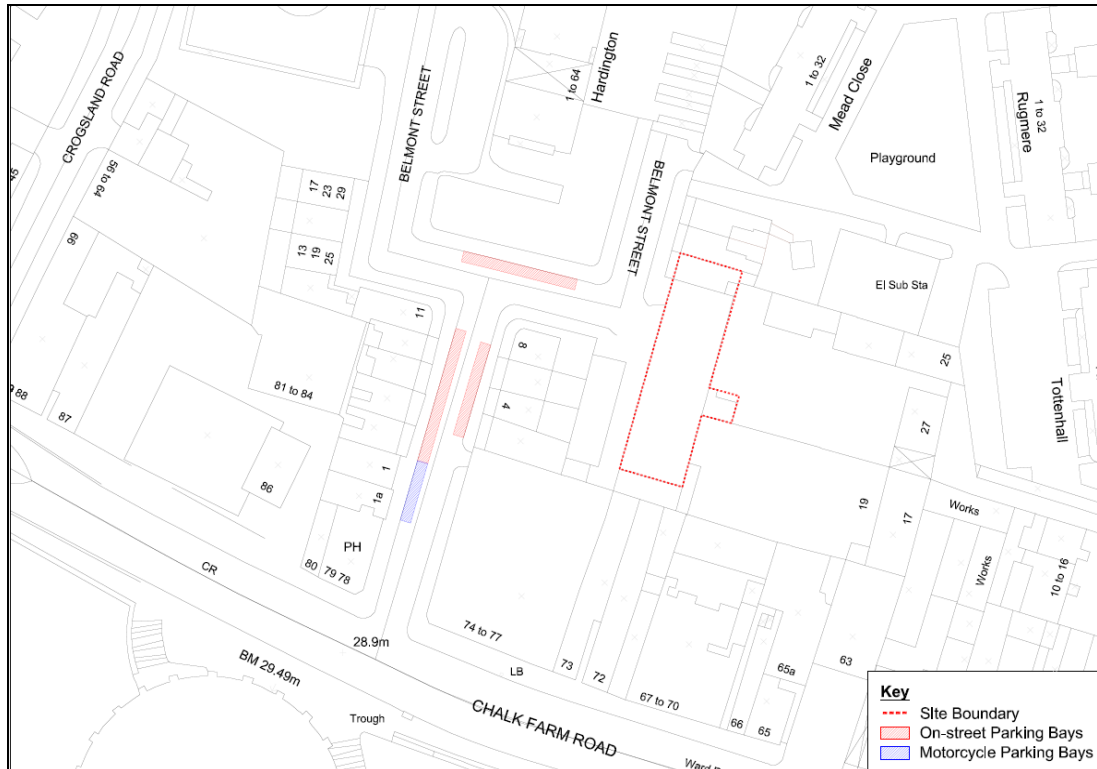 CROGSLAND ROAD
BELMONT STREET
1 to 64
Hardington
1 to 32
Mead Close
Playground
1 to 32
Rugmere
BELMONT STREET
El Sub Sta
56 to 64
66
17
23
29
13
19
25
11
8
4
25
Tottenhall
27
81 to 84
87
86
1
1a
PH
80
79 78
CR
28.9m
BM 29.49m
Trough
CHALK FARM ROAD
LB
74 to 77
73
72
67 to 70
66
65
65a
63
19
17
Works
Works
10 to 16
Key
Site Boundary
On-street Parking Bays
Motorcycle Parking Bays